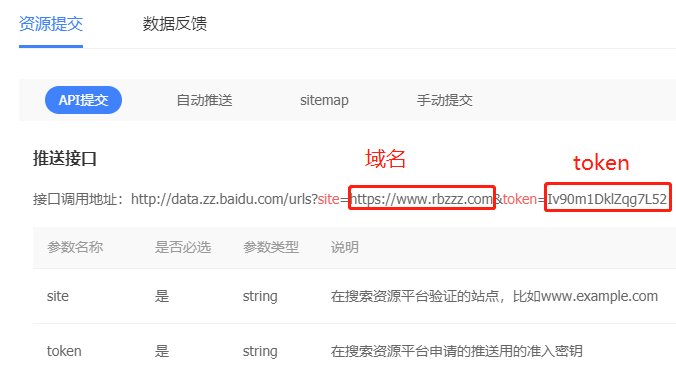 资源提交 数据反馈
API提交 自动推送 sitemap 手动提交
推送接口 域名 token
接口调用地址：http://data.zz.baidu.com/urls?site=https://www.rbzzz.com&token=Iv90m1DklZqg7L52
参数名称 是否必选 参数类型 说明
site 是 string 在搜索资源平台验证的站点，比如www.example.com
token 是 string 在搜索资源平台申请的推送用的准入密钥